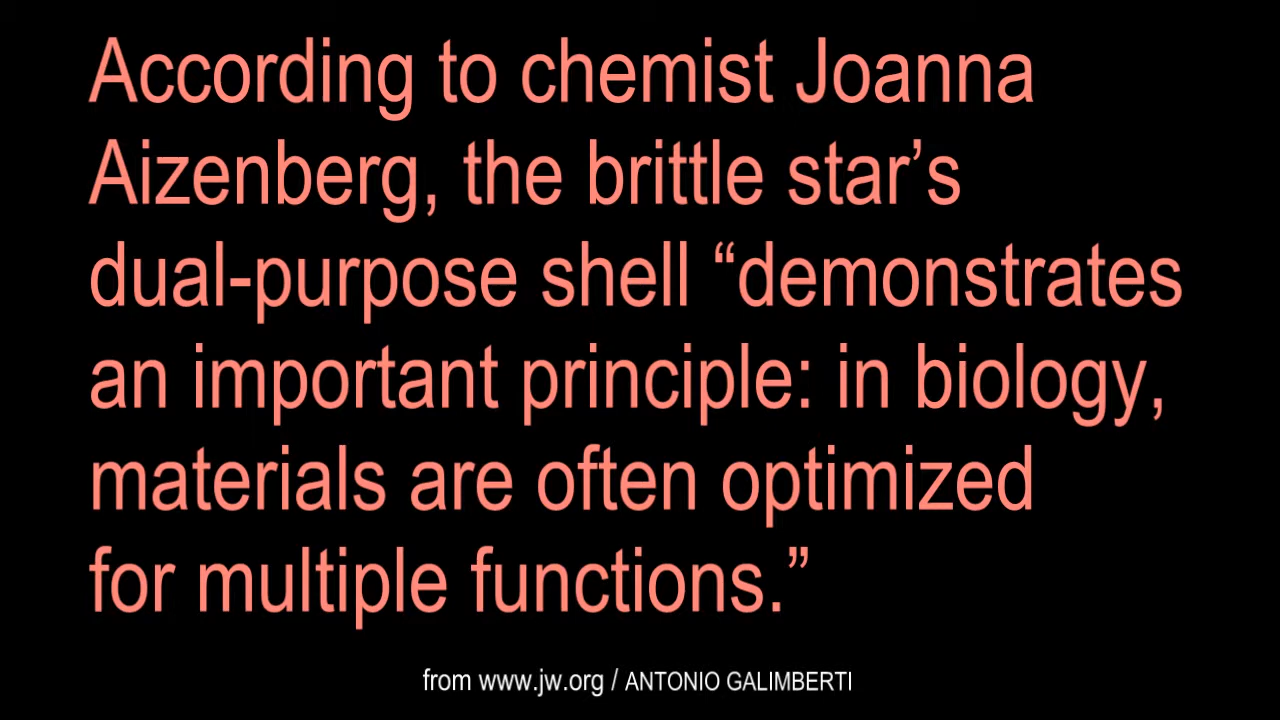 According to chemist Joanna
Aizenberg, the brittle star’s
dual-purpose shell “demonstrates
an important principle: in biology,
materials are often optimized
for multiple functions.”
from www.jw.org / ANTONIO GALIMBERTI